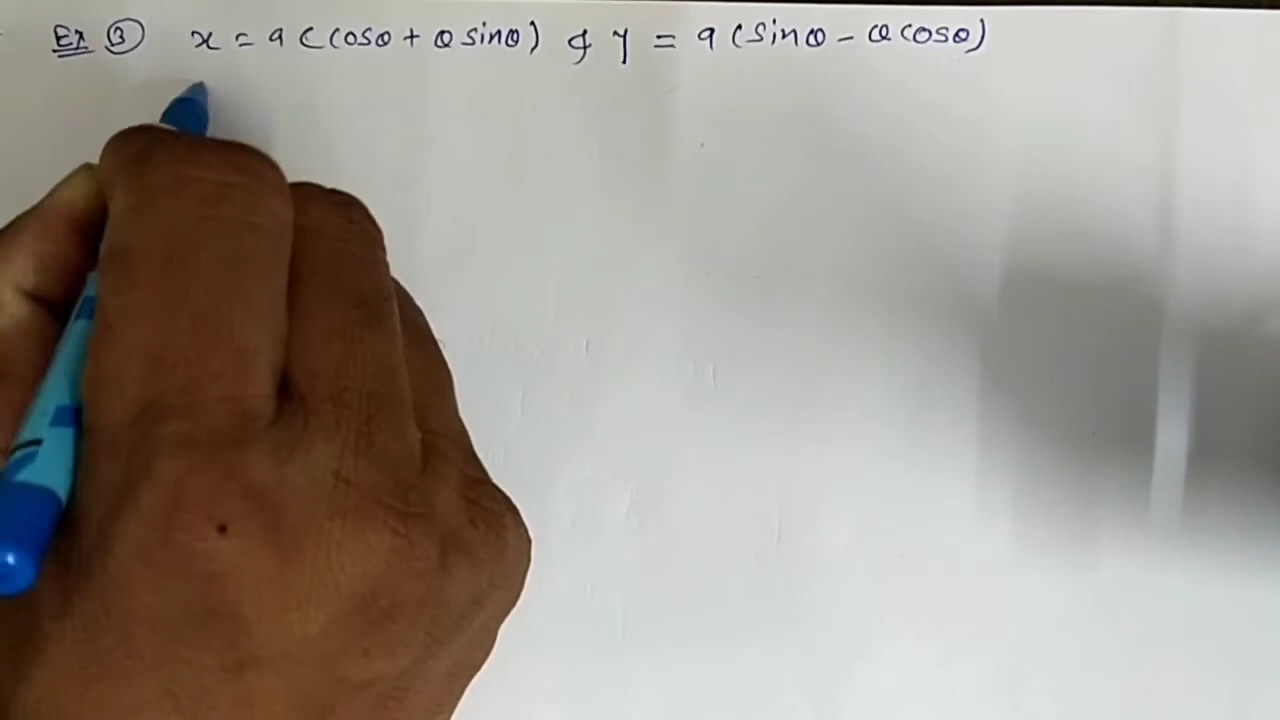 Ex ③ x = a (cosθ + θ sinθ) & y = a (sinθ - θ cosθ)